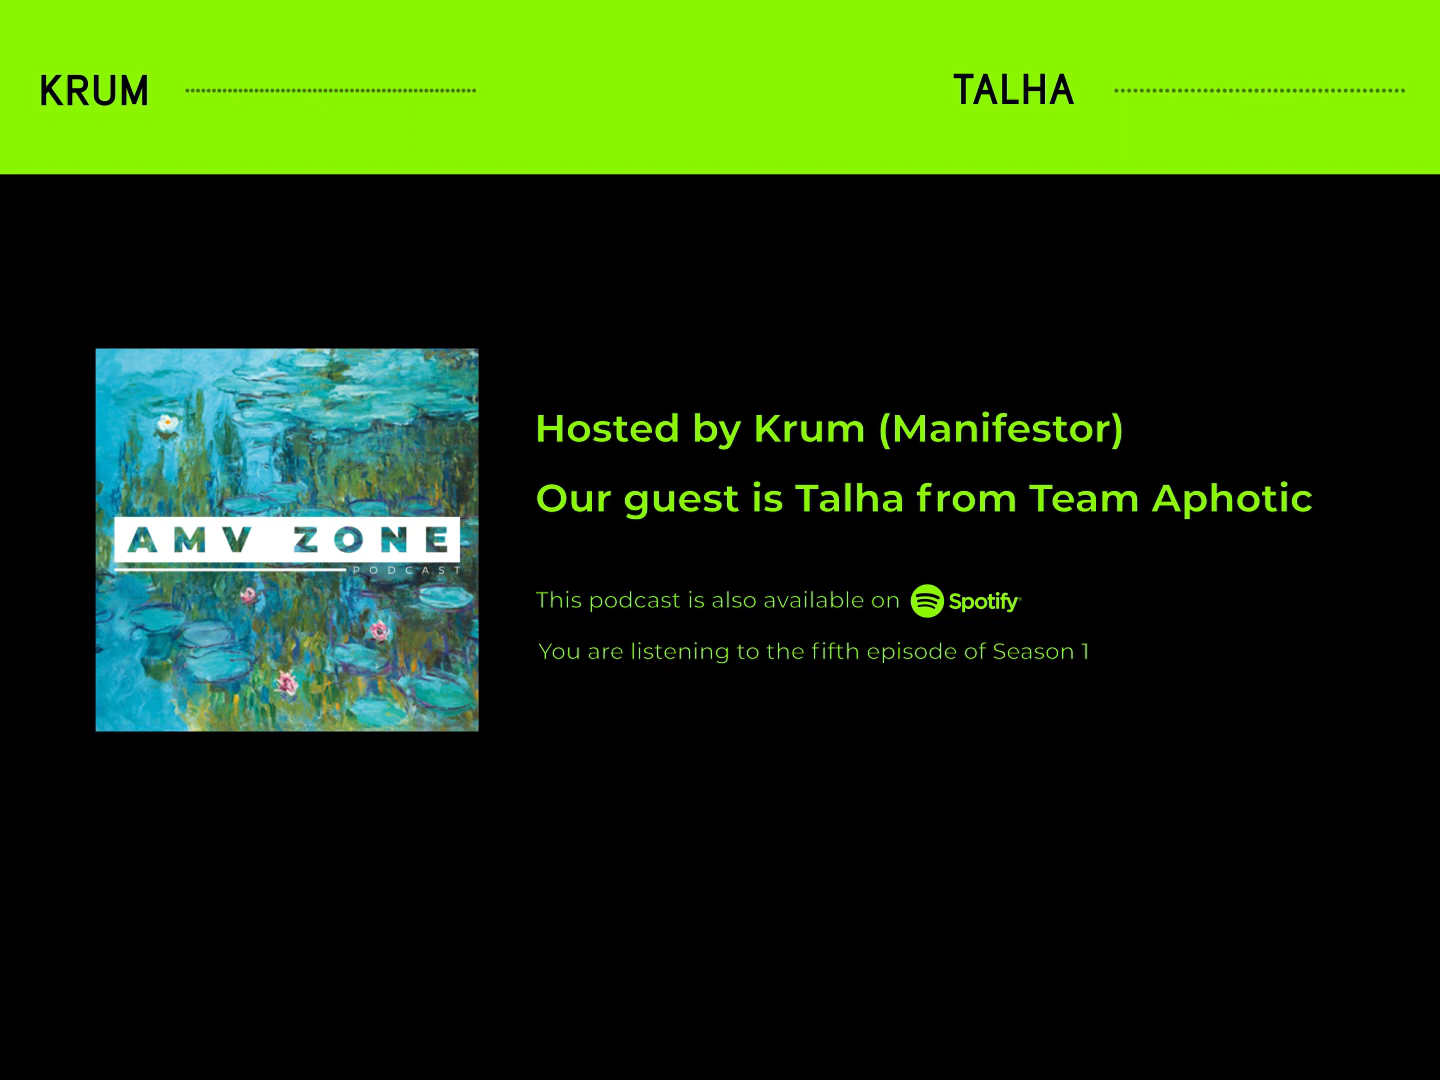 KRUM
TALHA
AMV ZONE
PODCAST
Hosted by Krum (Manifestor)
Our guest is Talha from Team Aphotic
This podcast is also available on Spotify
You are listening to the fifth episode of Season 1